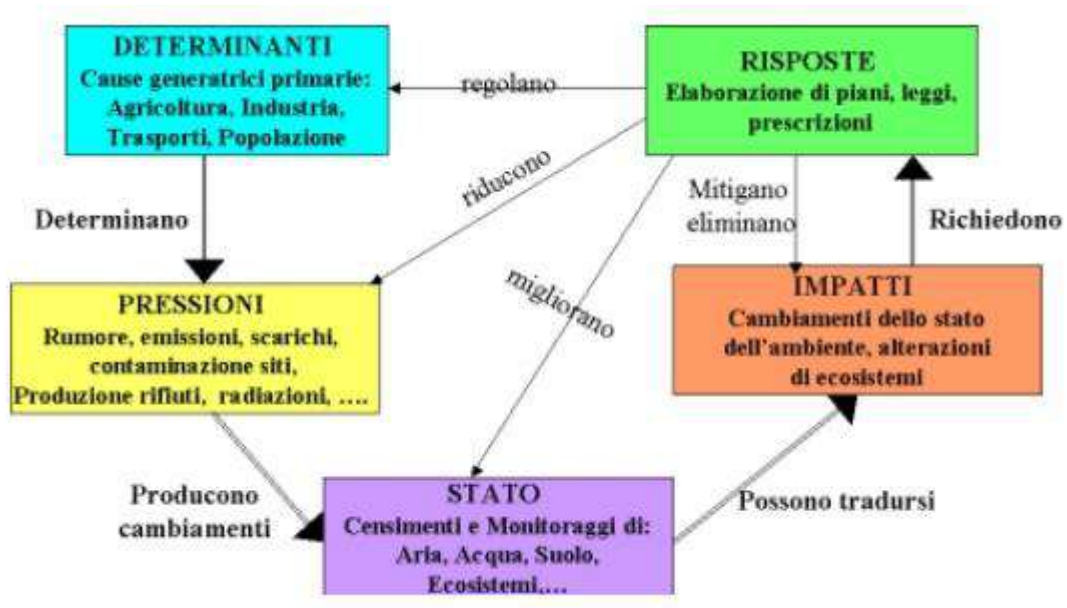 DETERMINANTI
Cause generatrici primarie:
Agricoltura, Industria,
Trasporti, Popolazione
regolano
RISPOSTE
Elaborazione di piani, leggi,
prescrizioni
riducono
Mitigano
eliminano
Determinano
Richiedono
migliorano
PRESSIONI
Rumore, emissioni, scarichi,
contaminazione siti,
Produzione rifiuti, radiazioni, ....
IMPATTI
Cambiamenti dello stato
dell'ambiente, alterazioni
di ecosistemi
Producono
cambiamenti
STATO
Censimenti e Monitoraggi di:
Aria, Acqua, Suolo,
Ecosistemi,...
Possono tradursi